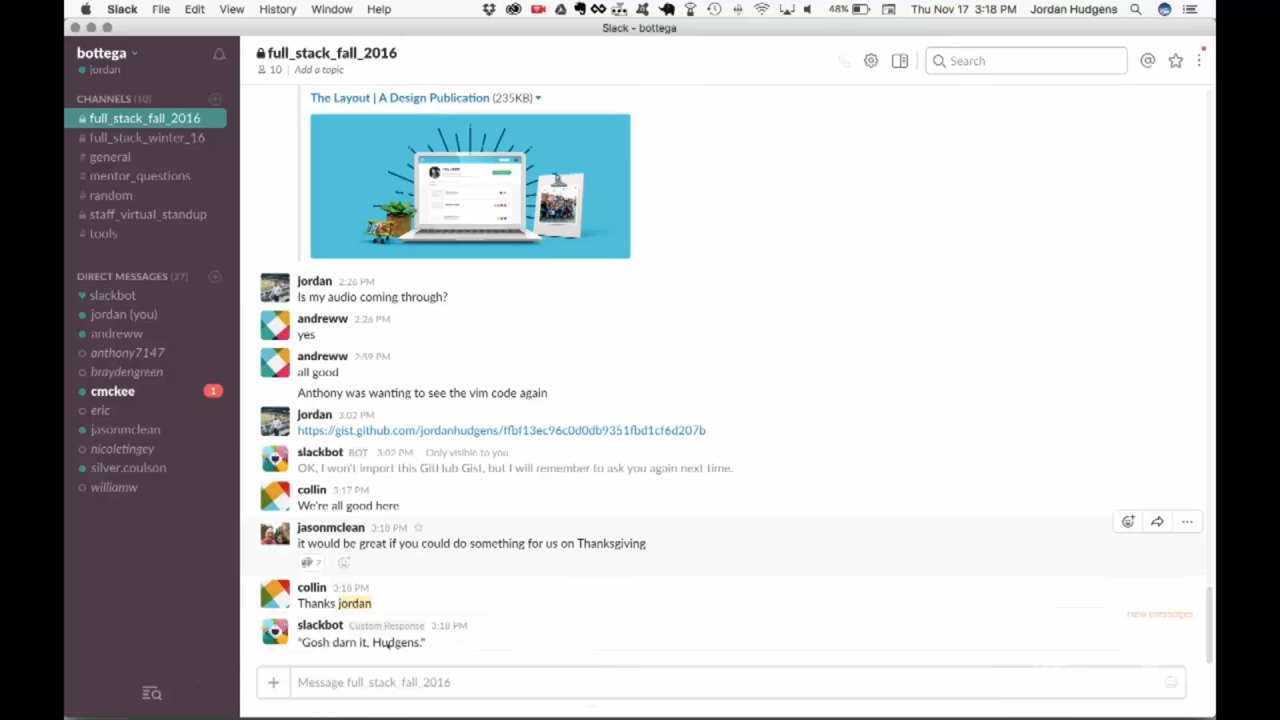 Slack File Edit View History Window Help 48% Thu Nov 17 3:18 PM Jordan Hudgens
Slack - bottega
bottega
jordan
CHANNELS (10)
full_stack_fall_2016
full_stack_winter_16
# general
# mentor_questions
# random
staff_virtual_standup
# tools
DIRECT MESSAGES (27)
slackbot
jordan (you)
andreww
anthony7147
braydengreen
cmckee 1
eric
jasonmclean
nicoletingey
silver.coulson
williamw
full_stack_fall_2016
10 | Add a topic
Search
The Layout | A Design Publication (235KB)
jordan 2:26 PM
Is my audio coming through?
andreww 2:26 PM
yes
andreww 2:59 PM
all good
Anthony was wanting to see the vim code again
jordan 3:02 PM
https://gist.github.com/jordanhudgens/ffbf13ec96c0d0db9351fbd1cf6d207b
slackbot BOT 3:02 PM Only visible to you
OK, I won't import this GitHub Gist, but I will remember to ask you again next time.
collin 3:17 PM
We're all good here
jasonmclean 3:18 PM
it would be great if you could do something for us on Thanksgiving
7
collin 3:18 PM
Thanks jordan
new messages
slackbot Custom Response 3:18 PM
"Gosh darn it, Hudgens."
Message full_stack_fall_2016